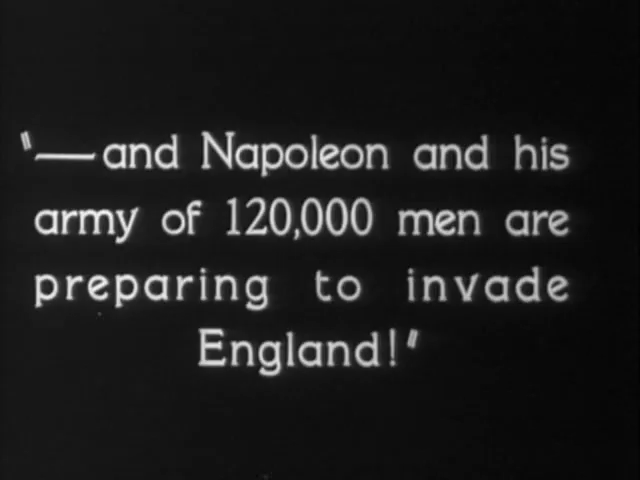 "—and Napoleon and his
army of 120,000 men are
preparing to invade
England!"